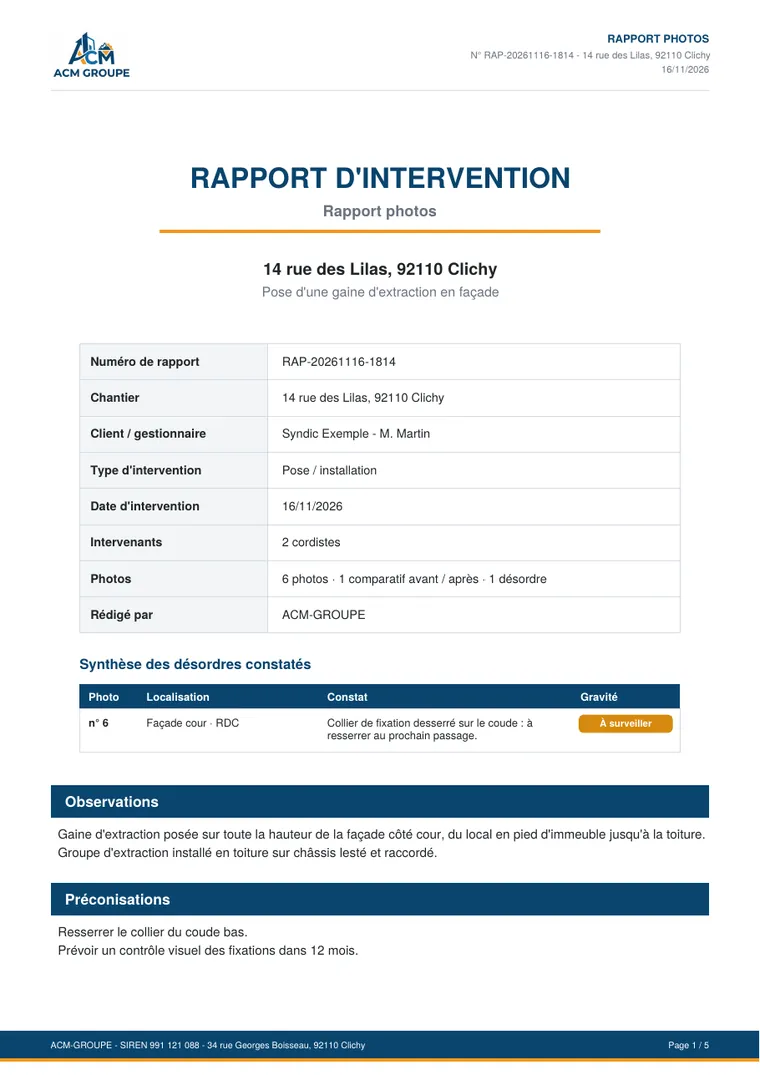 ACM
ACM GROUPE
RAPPORT PHOTOS
N° RAP-20261116-1814 - 14 rue des Lilas, 92110 Clichy
16/11/2026
RAPPORT D'INTERVENTION
Rapport photos
14 rue des Lilas, 92110 Clichy
Pose d'une gaine d'extraction en façade
Numéro de rapport RAP-20261116-1814
Chantier 14 rue des Lilas, 92110 Clichy
Client / gestionnaire Syndic Exemple - M. Martin
Type d'intervention Pose / installation
Date d'intervention 16/11/2026
Intervenants 2 cordistes
Photos 6 photos · 1 comparatif avant / après · 1 désordre
Rédigé par ACM-GROUPE
Synthèse des désordres constatés
Photo Localisation Constat Gravité
n° 6 Façade cour · RDC Collier de fixation desserré sur le coude : à À surveiller
resserrer au prochain passage.
Observations
Gaine d'extraction posée sur toute la hauteur de la façade côté cour, du local en pied d'immeuble jusqu'à la toiture.
Groupe d'extraction installé en toiture sur châssis lesté et raccordé.
Préconisations
Resserrer le collier du coude bas.
Prévoir un contrôle visuel des fixations dans 12 mois.
ACM-GROUPE - SIREN 991 121 088 - 34 rue Georges Boisseau, 92110 Clichy Page 1 / 5